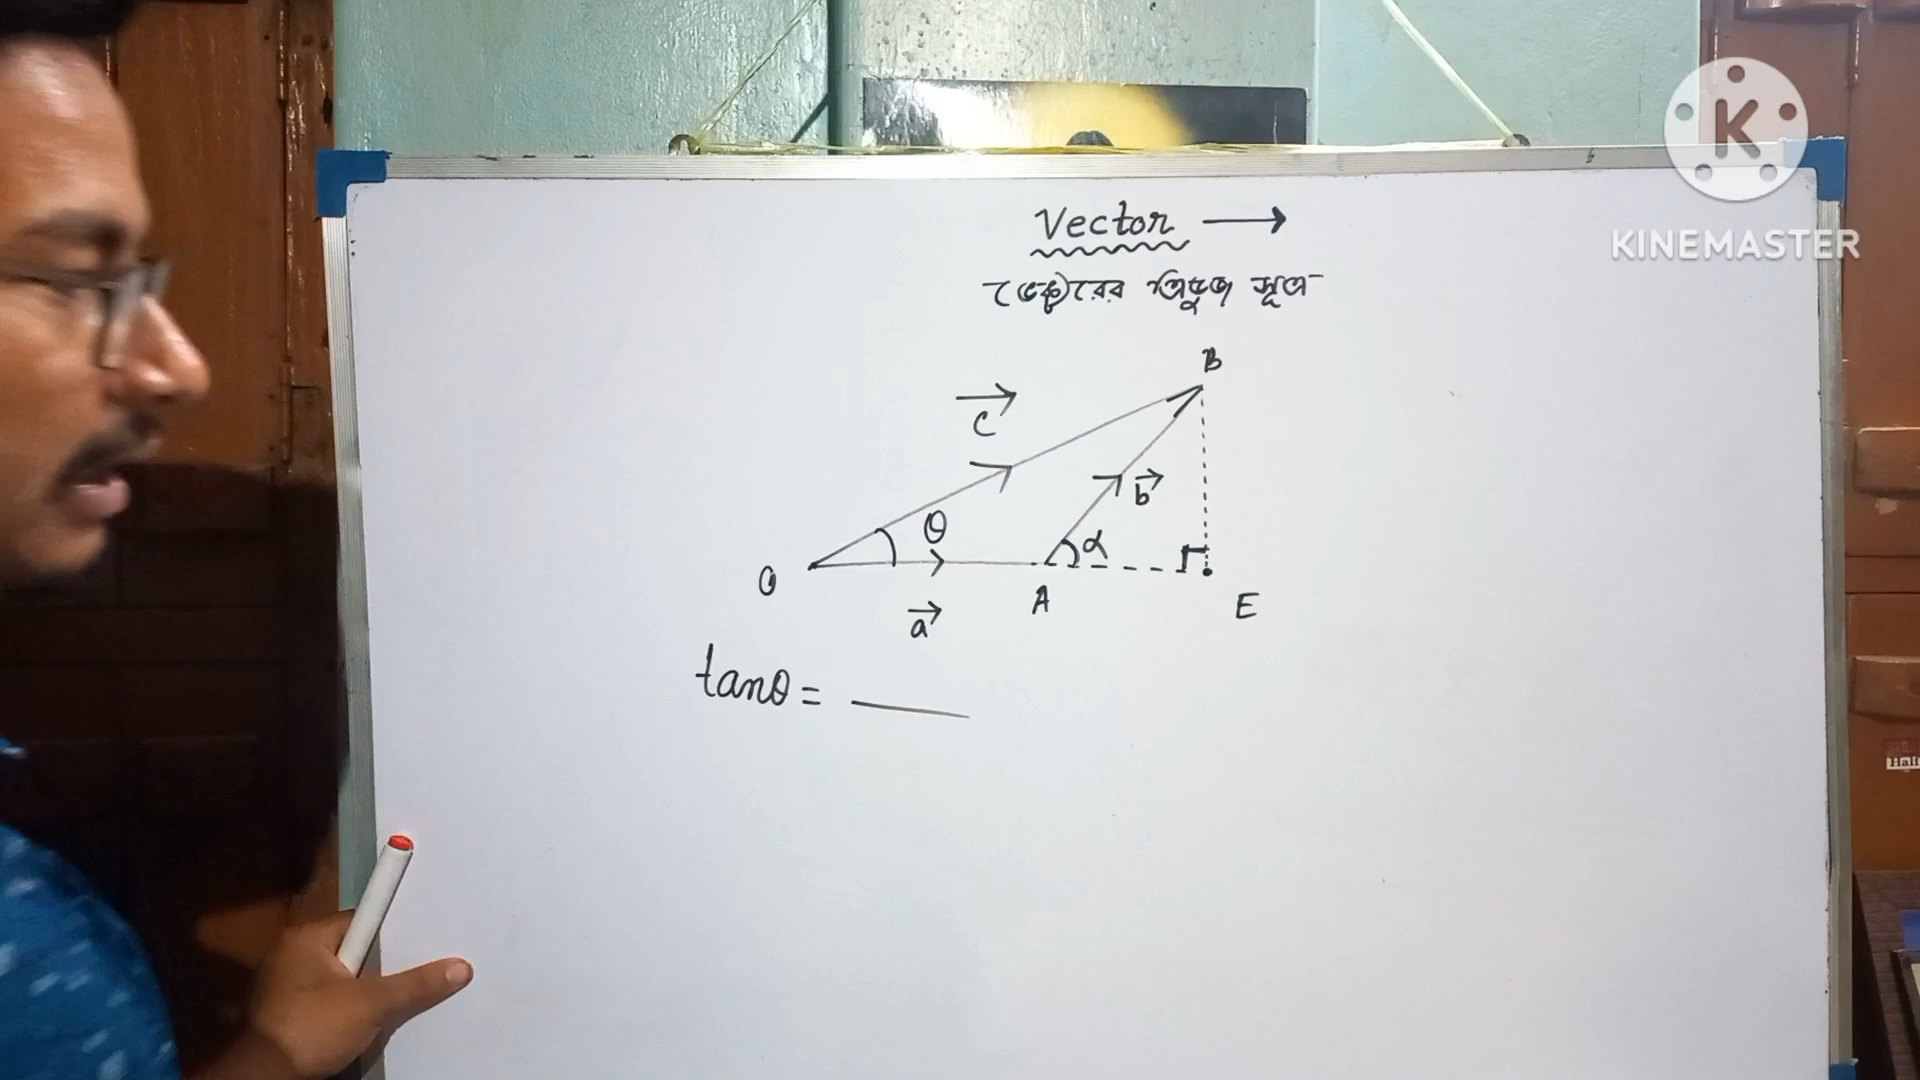 K
KINEMASTER
Vector →
ভেক্টরের ত্রিভুজ সূত্র
B
c
b
θ
α
O
A
E
a
tanθ =